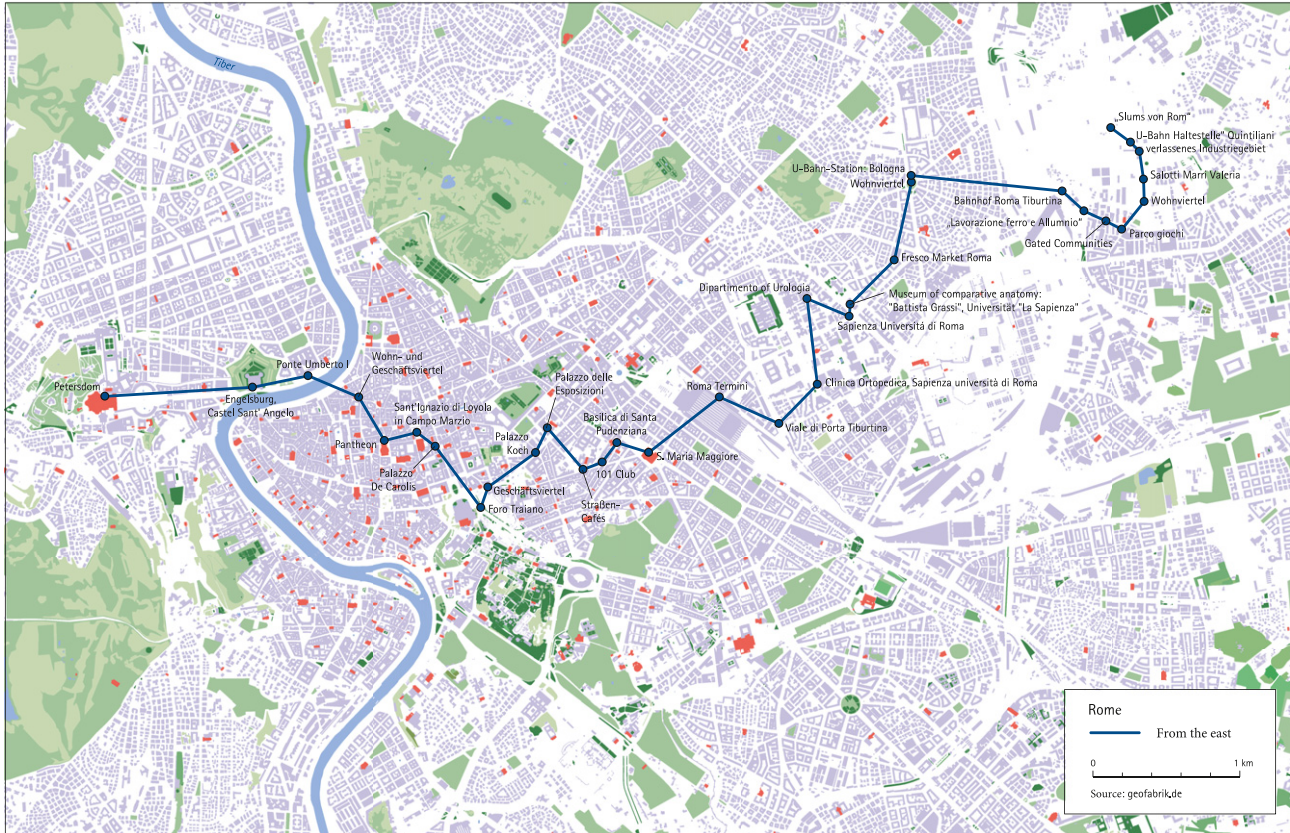 Tiber
„Slums von Rom"
U-Bahn Haltestelle" Quintiliani
verlassenes Industriegebiet
U-Bahn-Station: Bologna
Wohnviertel
Salotti Marri Valeria
Bahnhof Roma Tiburtina
Wohnviertel
„Lavorazione ferro e Allumnio"
Parco giochi
Gated Communities
Fresco Market Roma
Dipartimento of Urologia
Museum of comparative anatomy:
"Battista Grassi", Universität "La Sapienza"
Sapienza Universitá di Roma
Ponte Umberto I
Wohn- und
Geschäftsviertel
Palazzo delle
Esposizioni
Petersdom
Roma Termini
Clinica Ortopedica, Sapienza università di Roma
Engelsburg,
Castel Sant' Angelo
Sant'Ignazio di Loyola
in Campo Marzio
Basilica di Santa
Pudenziana
Viale di Porta Tiburtina
Pantheon
Palazzo
Koch
S. Maria Maggiore
Palazzo
De Carolis
101 Club
Geschäftsviertel
Foro Traiano
Straßen-
Cafés
Rome
From the east
0 1 km
Source: geofabrik.de